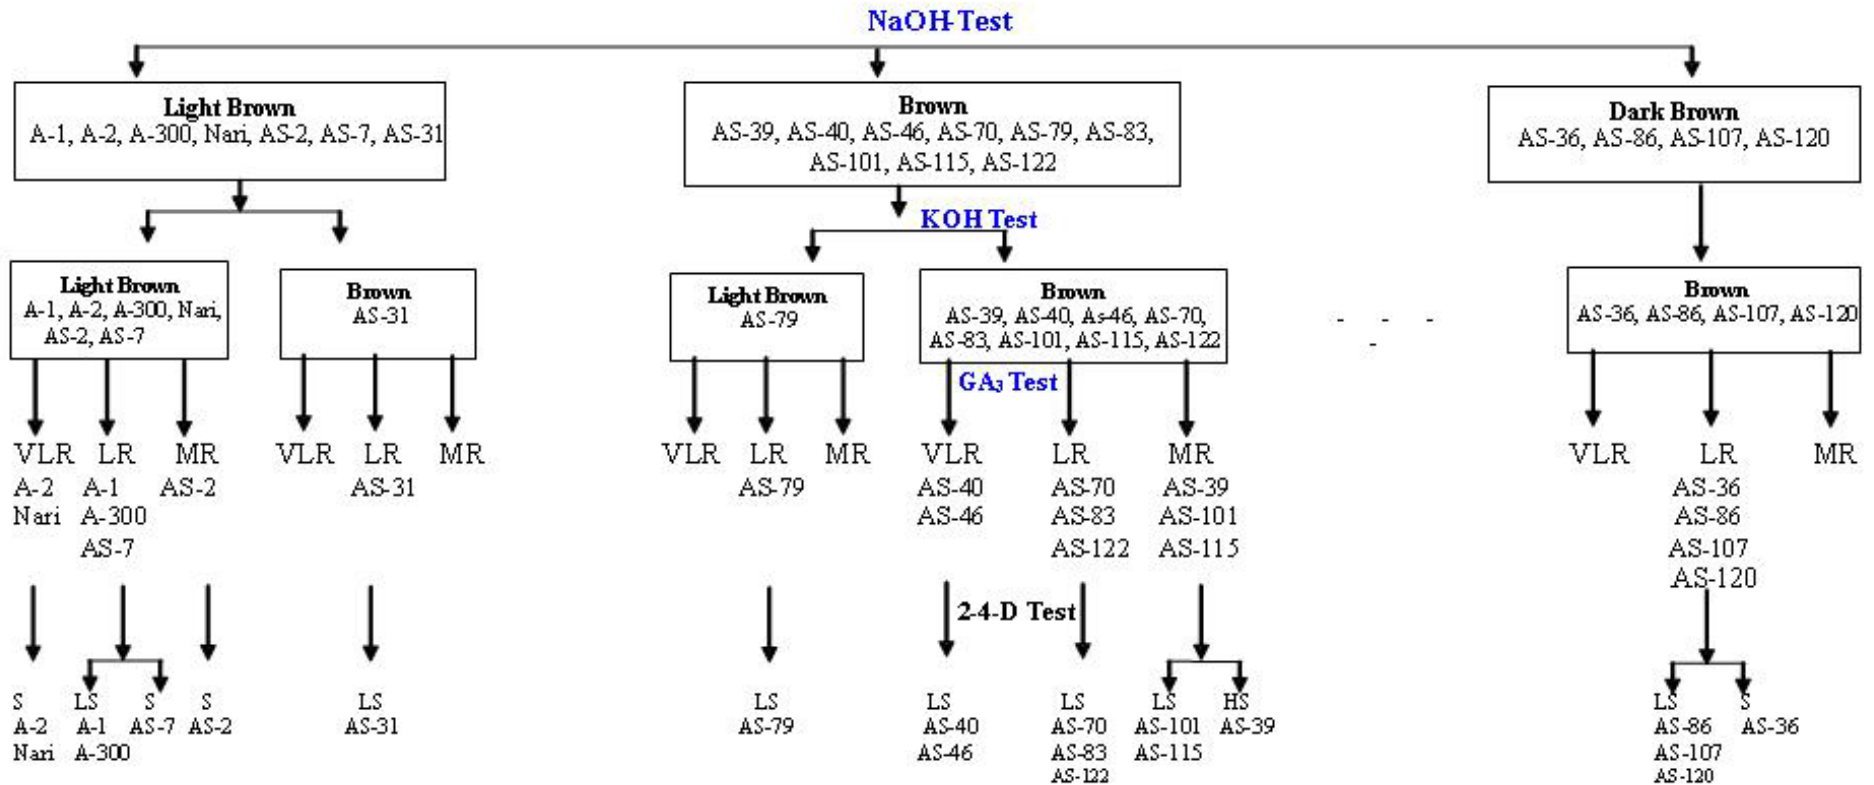 NaOH-Test
Light Brown
A-1, A-2, A-300, Nari, AS-2, AS-7, AS-31
Brown
AS-39, AS-40, AS-46, AS-70, AS-79, AS-83,
AS-101, AS-115, AS-122
Dark Brown
AS-36, AS-86, AS-107, AS-120
KOH Test
Light Brown
A-1, A-2, A-300, Nari,
AS-2, AS-7
Brown
AS-31
Light Brown
AS-79
Brown
AS-39, AS-40, As-46, AS-70,
AS-83, AS-101, AS-115, AS-122
- - -
-
Brown
AS-36, AS-86, AS-107, AS-120
GA₃ Test
VLR LR MR VLR LR MR VLR LR MR VLR LR MR VLR LR MR
A-2 A-1 AS-2 AS-31 AS-79 AS-40 AS-70 AS-39 AS-36
Nari A-300 AS-46 AS-83 AS-101 AS-86
AS-7 AS-122 AS-115 AS-107
AS-120
2-4-D Test
S LS S S LS LS LS LS LS HS LS S
A-2 A-1 AS-7 AS-2 AS-31 AS-79 AS-40 AS-70 AS-101 AS-39 AS-86 AS-36
Nari A-300 AS-46 AS-83 AS-115 AS-107
AS-122 AS-120